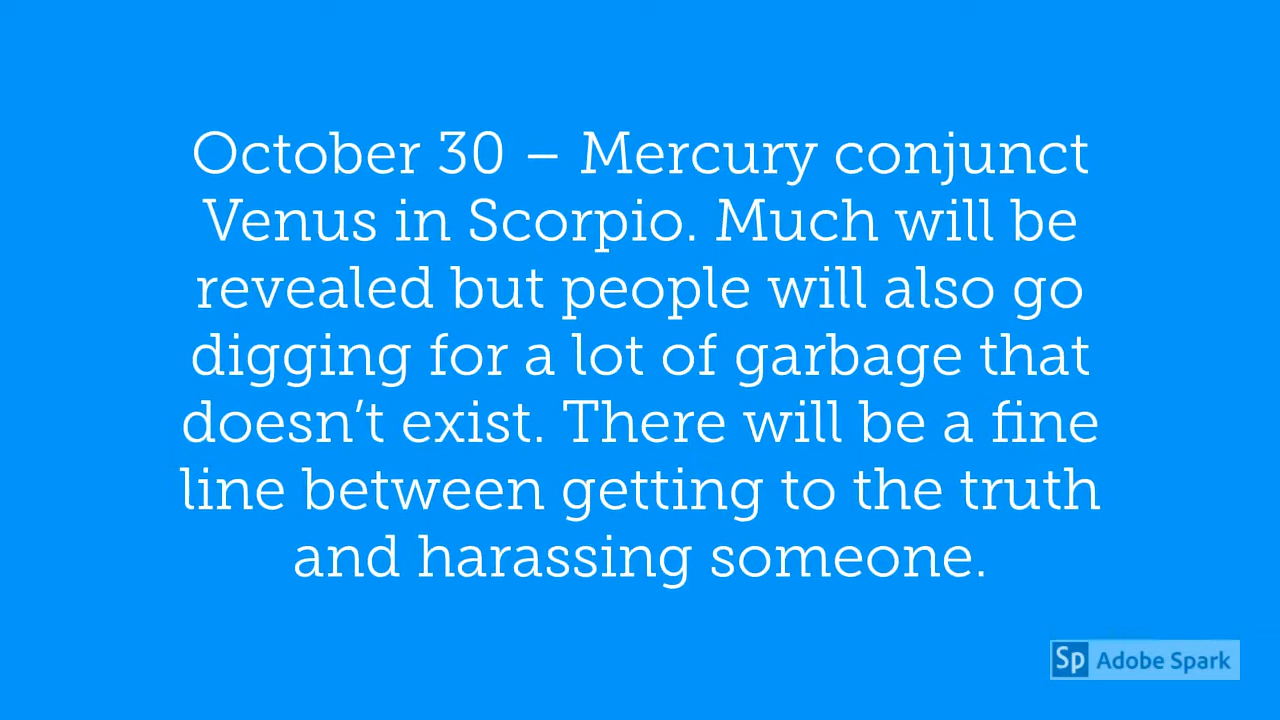 October 30 – Mercury conjunct
Venus in Scorpio. Much will be
revealed but people will also go
digging for a lot of garbage that
doesn’t exist. There will be a fine
line between getting to the truth
and harassing someone.
Sp Adobe Spark